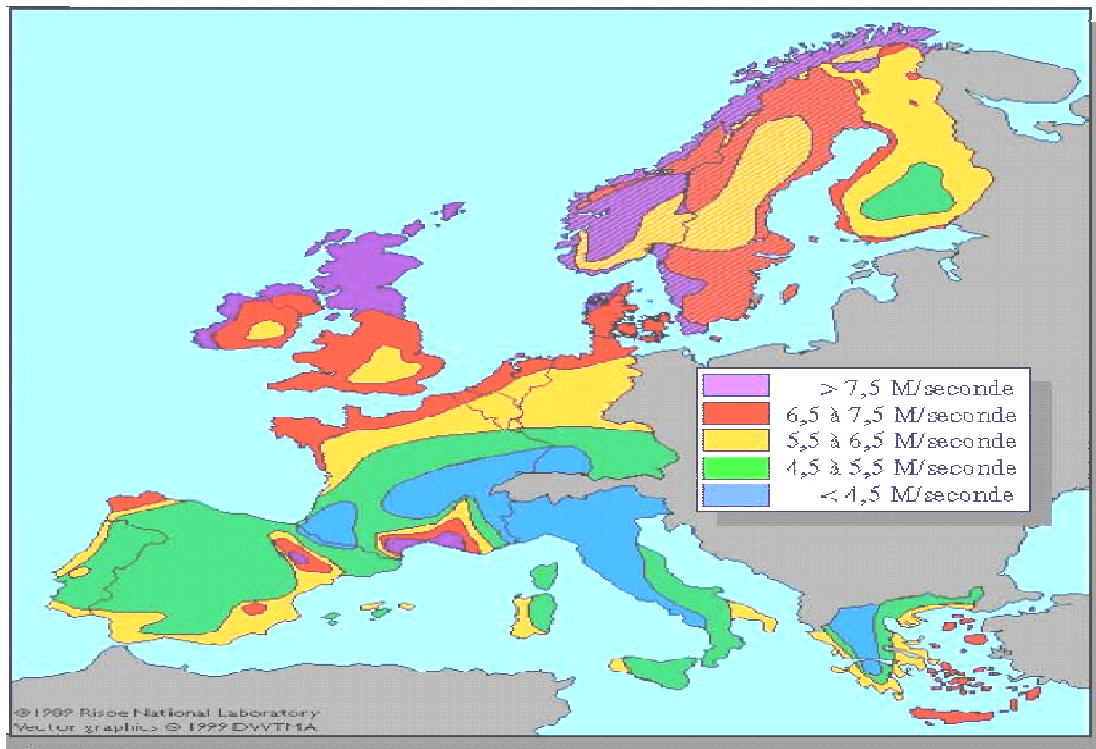 > 7,5 M/seconde
6,5 à 7,5 M/seconde
5,5 à 6,5 M/seconde
4,5 à 5,5 M/seconde
< 4,5 M/seconde
©1989 Risoe National Laboratory
Vector graphics © 1999 DWTMA